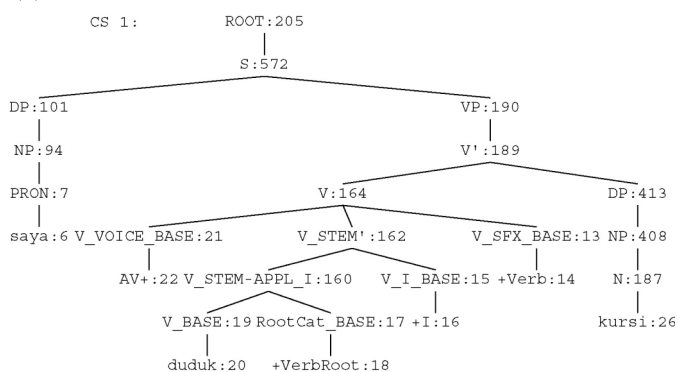 CS 1: ROOT:205
S:572
DP:101 VP:190
NP:94 V':189
PRON:7 V:164 DP:413
saya:6 V_VOICE_BASE:21 V_STEM':162 V_SFX_BASE:13 NP:408
AV+:22 V_STEM-APPL_I:160 V_I_BASE:15 +Verb:14 N:187
V_BASE:19 RootCat_BASE:17 +I:16 kursi:26
duduk:20 +VerbRoot:18